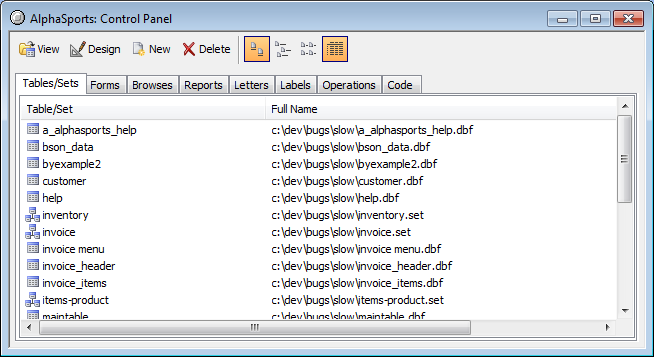 AlphaSports: Control Panel
View Design New Delete
Tables/Sets Forms Browses Reports Letters Labels Operations Code
Table/Set Full Name
a_alphasports_help c:\dev\bugs\slow\a_alphasports_help.dbf
bson_data c:\dev\bugs\slow\bson_data.dbf
byexample2 c:\dev\bugs\slow\byexample2.dbf
customer c:\dev\bugs\slow\customer.dbf
help c:\dev\bugs\slow\help.dbf
inventory c:\dev\bugs\slow\inventory.set
invoice c:\dev\bugs\slow\invoice.set
invoice menu c:\dev\bugs\slow\invoice menu.dbf
invoice_header c:\dev\bugs\slow\invoice_header.dbf
invoice_items c:\dev\bugs\slow\invoice_items.dbf
items-product c:\dev\bugs\slow\items-product.set
maintable c:\dev\bugs\slow\maintable.dbf